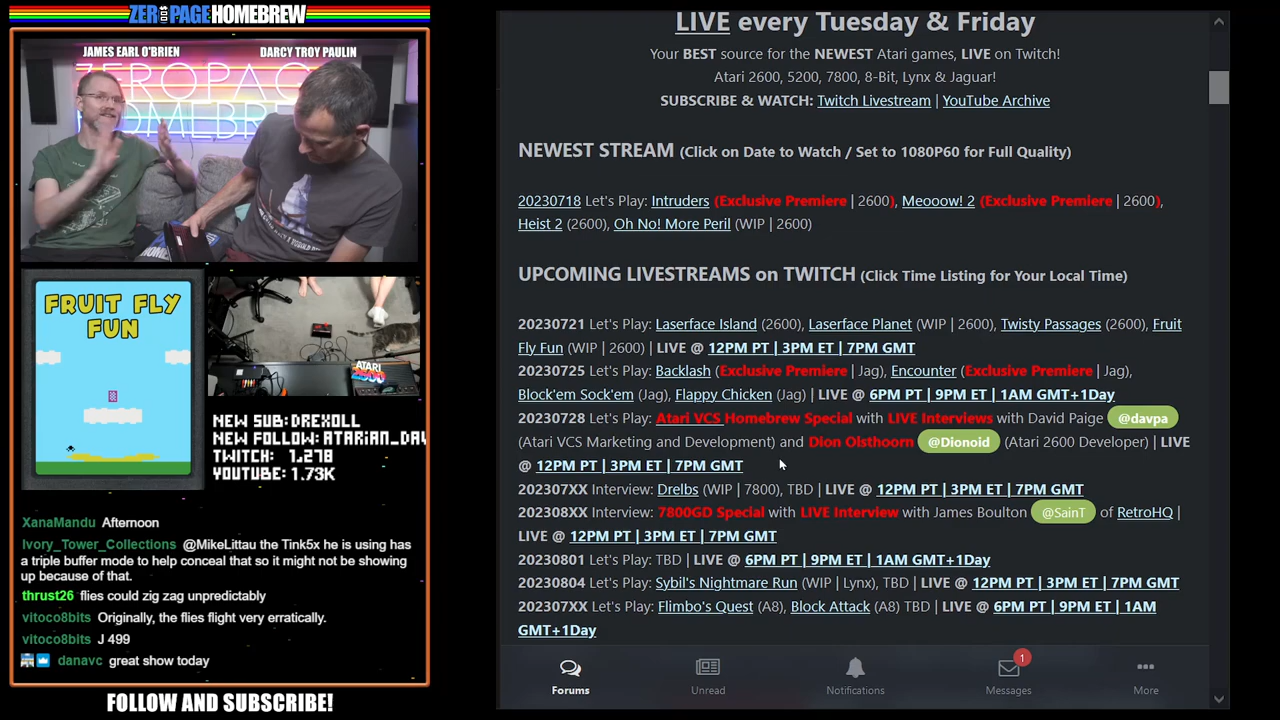 ZEROPAGE HOMEBREW
JAMES EARL O'BRIEN
DARCY TROY PAULIN
FRUIT FLY
FUN
ATARI
2600
NEW SUB: DREXOLL
NEW FOLLOW: ATARIAN_DAY
TWITCH: 1,278
YOUTUBE: 1.73K
XanaMandu Afternoon
Ivory_Tower_Collections @MikeLittau the Tink5x he is using has
a triple buffer mode to help conceal that so it might not be showing
up because of that.
thrust26 flies could zig zag unpredictably
vitoco8bits Originally, the flies flight very erratically.
vitoco8bits J 499
danavc great show today
FOLLOW AND SUBSCRIBE!
LIVE every Tuesday & Friday
Your BEST source for the NEWEST Atari games, LIVE on Twitch!
Atari 2600, 5200, 7800, 8-Bit, Lynx & Jaguar!
SUBSCRIBE & WATCH: Twitch Livestream | YouTube Archive
NEWEST STREAM (Click on Date to Watch / Set to 1080P60 for Full Quality)
20230718 Let's Play: Intruders (Exclusive Premiere | 2600), Meooow! 2 (Exclusive Premiere | 2600),
Heist 2 (2600), Oh No! More Peril (WIP | 2600)
UPCOMING LIVESTREAMS on TWITCH (Click Time Listing for Your Local Time)
20230721 Let's Play: Laserface Island (2600), Laserface Planet (WIP | 2600), Twisty Passages (2600), Fruit
Fly Fun (WIP | 2600) | LIVE @ 12PM PT | 3PM ET | 7PM GMT
20230725 Let's Play: Backlash (Exclusive Premiere | Jag), Encounter (Exclusive Premiere | Jag),
Block'em Sock'em (Jag), Flappy Chicken (Jag) | LIVE @ 6PM PT | 9PM ET | 1AM GMT+1Day
20230728 Let's Play: Atari VCS Homebrew Special with LIVE Interviews with David Paige @davpa
(Atari VCS Marketing and Development) and Dion Olsthoorn @Dionoid (Atari 2600 Developer) | LIVE
@ 12PM PT | 3PM ET | 7PM GMT
202307XX Interview: Drelbs (WIP | 7800), TBD | LIVE @ 12PM PT | 3PM ET | 7PM GMT
202308XX Interview: 7800GD Special with LIVE Interview with James Boulton @SainT of RetroHQ |
LIVE @ 12PM PT | 3PM ET | 7PM GMT
20230801 Let's Play: TBD | LIVE @ 6PM PT | 9PM ET | 1AM GMT+1Day
20230804 Let's Play: Sybil's Nightmare Run (WIP | Lynx), TBD | LIVE @ 12PM PT | 3PM ET | 7PM GMT
202307XX Let's Play: Flimbo's Quest (A8), Block Attack (A8) TBD | LIVE @ 6PM PT | 9PM ET | 1AM
GMT+1Day
1
Forums
Unread
Notifications
Messages
More